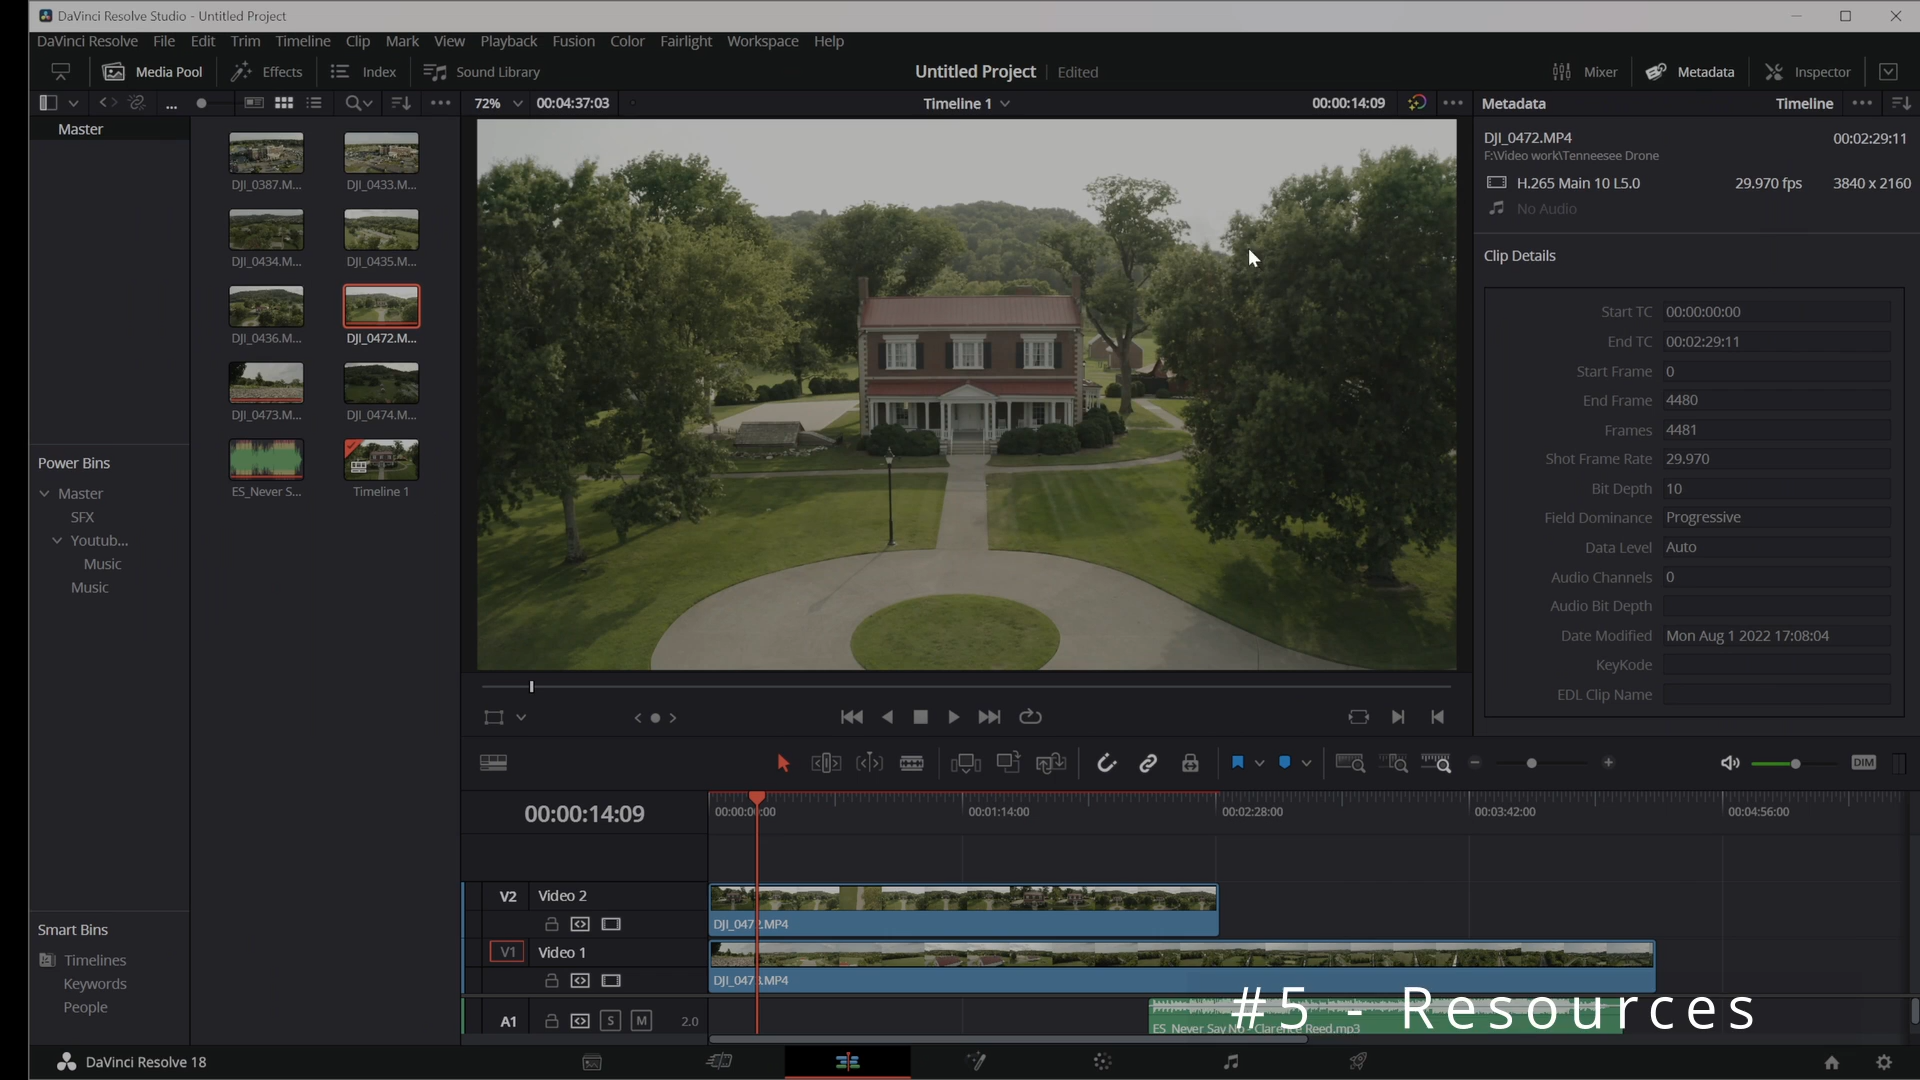 DaVinci Resolve Studio - Untitled Project
DaVinci Resolve File Edit Trim Timeline Clip Mark View Playback Fusion Color Fairlight Workspace Help
Media Pool Effects Index Sound Library Untitled Project Edited Mixer Metadata Inspector
... 72% 00:04:37:03 Timeline 1 00:00:14:09 Metadata Timeline
Master
DJI_0387.M... DJI_0433.M...
DJI_0434.M... DJI_0435.M...
DJI_0436.M... DJI_0472.M...
DJI_0473.M... DJI_0474.M...
ES_Never S... Timeline 1
Power Bins
Master
SFX
Youtub...
Music
Music
Smart Bins
Timelines
Keywords
People
DJI_0472.MP4 00:02:29:11
F:\Video work\Tenneesee Drone
H.265 Main 10 L5.0 29.970 fps 3840 x 2160
No Audio
Clip Details
Start TC 00:00:00:00
End TC 00:02:29:11
Start Frame 0
End Frame 4480
Frames 4481
Shot Frame Rate 29.970
Bit Depth 10
Field Dominance Progressive
Data Level Auto
Audio Channels 0
Audio Bit Depth
Date Modified Mon Aug 1 2022 17:08:04
KeyKode
EDL Clip Name
DIM
00:00:14:09 00:01:14:00 00:02:28:00 00:03:42:00 00:04:56:00
V2 Video 2
V1 Video 1
A1 S M 2.0
ES_Never Say No - Clarence Reed.mp3
#5 - Resources
DaVinci Resolve 18